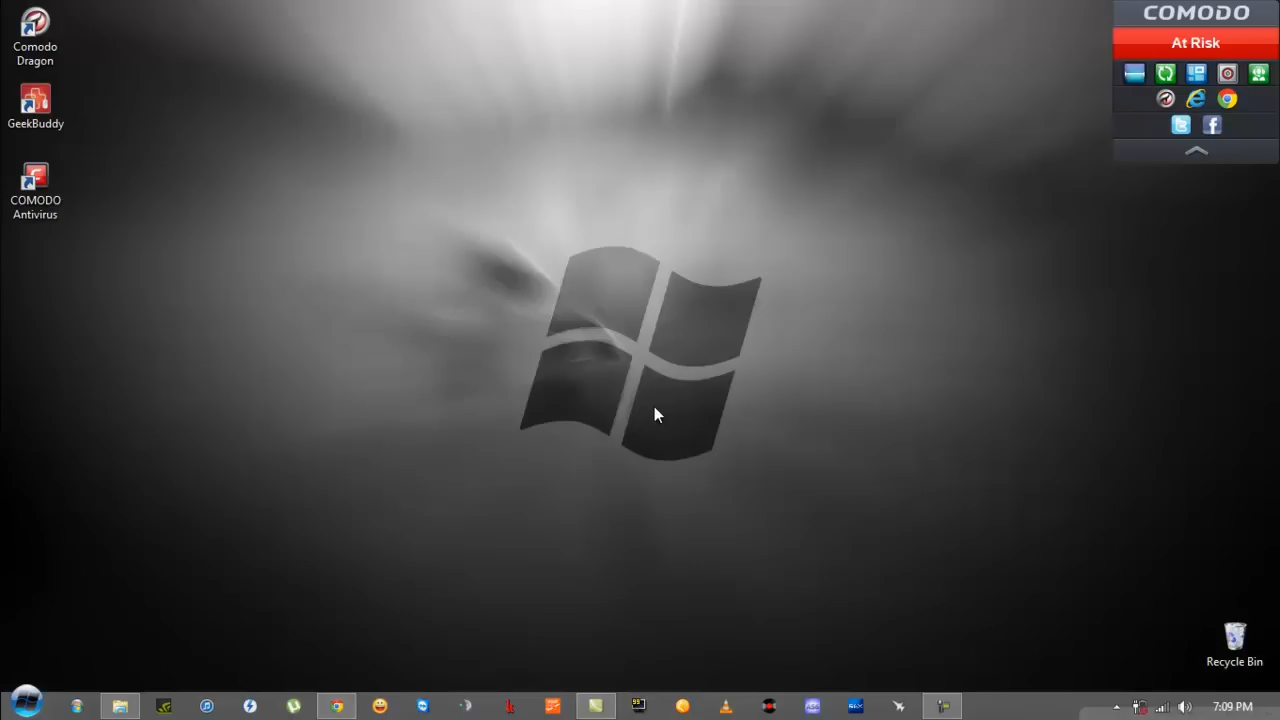 Comodo
Dragon
GeekBuddy
COMODO
Antivirus
COMODO
At Risk
Recycle Bin
7:09 PM